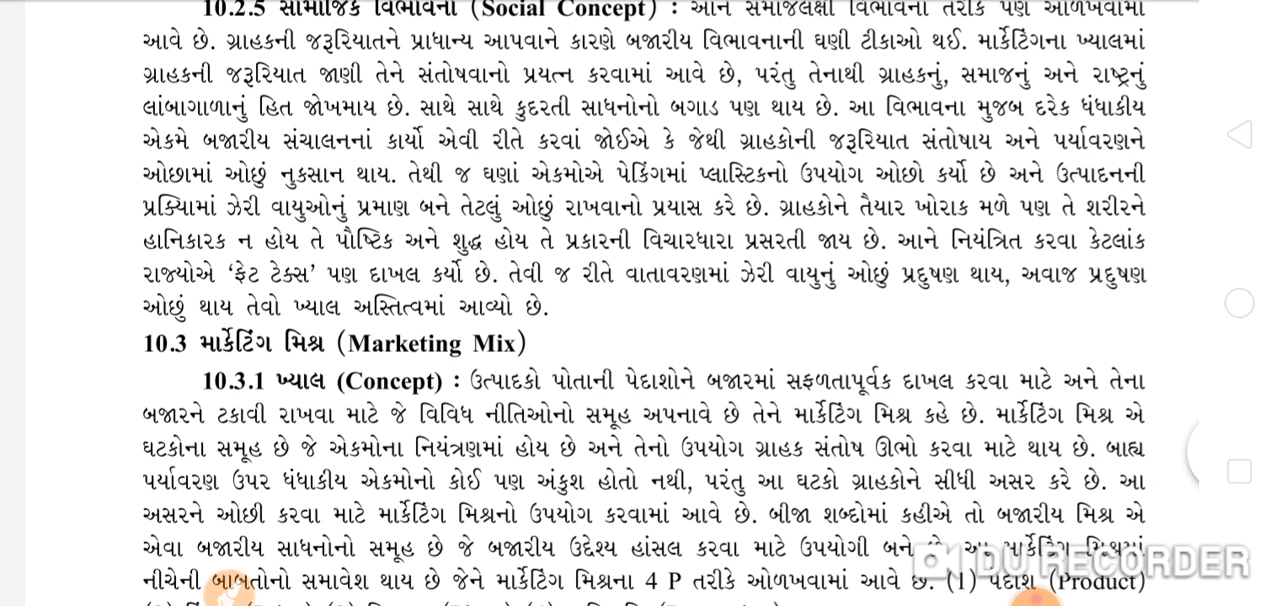 10.2.5 સામાજિક વિભાવના (Social Concept) : આને સમાજલક્ષી વિભાવના તરીકે પણ ઓળખવામાં
આવે છે. ગ્રાહકની જરૂરિયાતને પ્રાધાન્ય આપવાને કારણે બજારીય વિભાવનાની ઘણી ટીકાઓ થઈ. માર્કેટિંગના ખ્યાલમાં
ગ્રાહકની જરૂરિયાત જાણી તેને સંતોષવાનો પ્રયત્ન કરવામાં આવે છે, પરંતુ તેનાથી ગ્રાહકનું, સમાજનું અને રાષ્ટ્રનું
લાંબાગાળાનું હિત જોખમાય છે. સાથે સાથે કુદરતી સાધનોનો બગાડ પણ થાય છે. આ વિભાવના મુજબ દરેક ધંધાકીય
એકમે બજારીય સંચાલનનાં કાર્યો એવી રીતે કરવાં જોઈએ કે જેથી ગ્રાહકોની જરૂરિયાત સંતોષાય અને પર્યાવરણને
ઓછામાં ઓછું નુકસાન થાય. તેથી જ ઘણાં એકમોએ પેકિંગમાં પ્લાસ્ટિકનો ઉપયોગ ઓછો કર્યો છે અને ઉત્પાદનની
પ્રક્રિયામાં ઝેરી વાયુઓનું પ્રમાણ બને તેટલું ઓછું રાખવાનો પ્રયાસ કરે છે. ગ્રાહકોને તૈયાર ખોરાક મળે પણ તે શરીરને
હાનિકારક ન હોય તે પૌષ્ટિક અને શુદ્ધ હોય તે પ્રકારની વિચારધારા પ્રસરતી જાય છે. આને નિયંત્રિત કરવા કેટલાંક
રાજ્યોએ ‘ફેટ ટેક્સ’ પણ દાખલ કર્યો છે. તેવી જ રીતે વાતાવરણમાં ઝેરી વાયુનું ઓછું પ્રદુષણ થાય, અવાજ પ્રદુષણ
ઓછું થાય તેવો ખ્યાલ અસ્તિત્વમાં આવ્યો છે.
10.3 માર્કેટિંગ મિશ્ર (Marketing Mix)
10.3.1 ખ્યાલ (Concept) : ઉત્પાદકો પોતાની પેદાશોને બજારમાં સફળતાપૂર્વક દાખલ કરવા માટે અને તેના
બજારને ટકાવી રાખવા માટે જે વિવિધ નીતિઓનો સમૂહ અપનાવે છે તેને માર્કેટિંગ મિશ્ર કહે છે. માર્કેટિંગ મિશ્ર એ
ઘટકોના સમૂહ છે જે એકમોના નિયંત્રણમાં હોય છે અને તેનો ઉપયોગ ગ્રાહક સંતોષ ઊભો કરવા માટે થાય છે. બાહ્ય
પર્યાવરણ ઉપર ધંધાકીય એકમોનો કોઈ પણ અંકુશ હોતો નથી, પરંતુ આ ઘટકો ગ્રાહકોને સીધી અસર કરે છે. આ
અસરને ઓછી કરવા માટે માર્કેટિંગ મિશ્રનો ઉપયોગ કરવામાં આવે છે. બીજા શબ્દોમાં કહીએ તો બજારીય મિશ્ર એ
એવા બજારીય સાધનોનો સમૂહ છે જે બજારીય ઉદ્દેશ્ય હાંસલ કરવા માટે ઉપયોગી બને
DU RECORDER
નીચેની બાબતોનો સમાવેશ થાય છે જેને માર્કેટિંગ મિશ્રના 4 P તરીકે ઓળખવામાં આવે છે. (1) પેદાશ (Product)